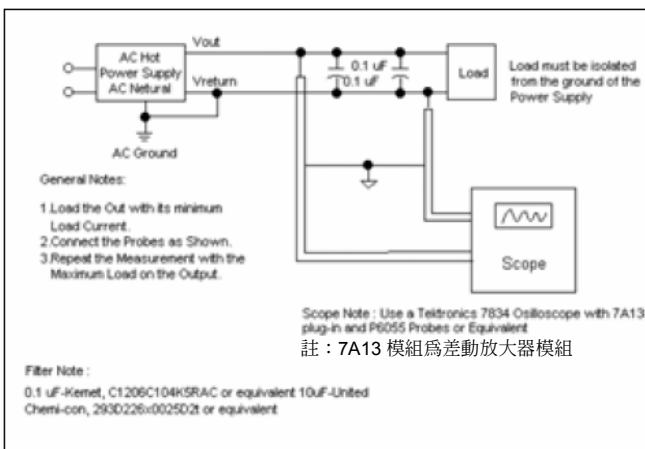 Vout
AC Hot
Power Supply
AC Netural
Vreturn
0.1 uF
0.1 uF
Load
Load must be isolated
from the ground of the
Power Supply
AC Ground
General Notes:
1.Load the Out with its minimum
Load Current.
2.Connect the Probes as Shown.
3.Repeat the Measurement with the
Maximum Load on the Output.
Scope
Scope Note : Use a Tektronics 7834 Osilloscope with 7A13
plug-in and P6055 Probes or Equivalent
註：7A13 模組爲差動放大器模組
Filter Note :
0.1 uF-Kemet, C1206C104K5RAC or equivalent 10uF-United
Chemi-con, 293D226x0025D2t or equivalent